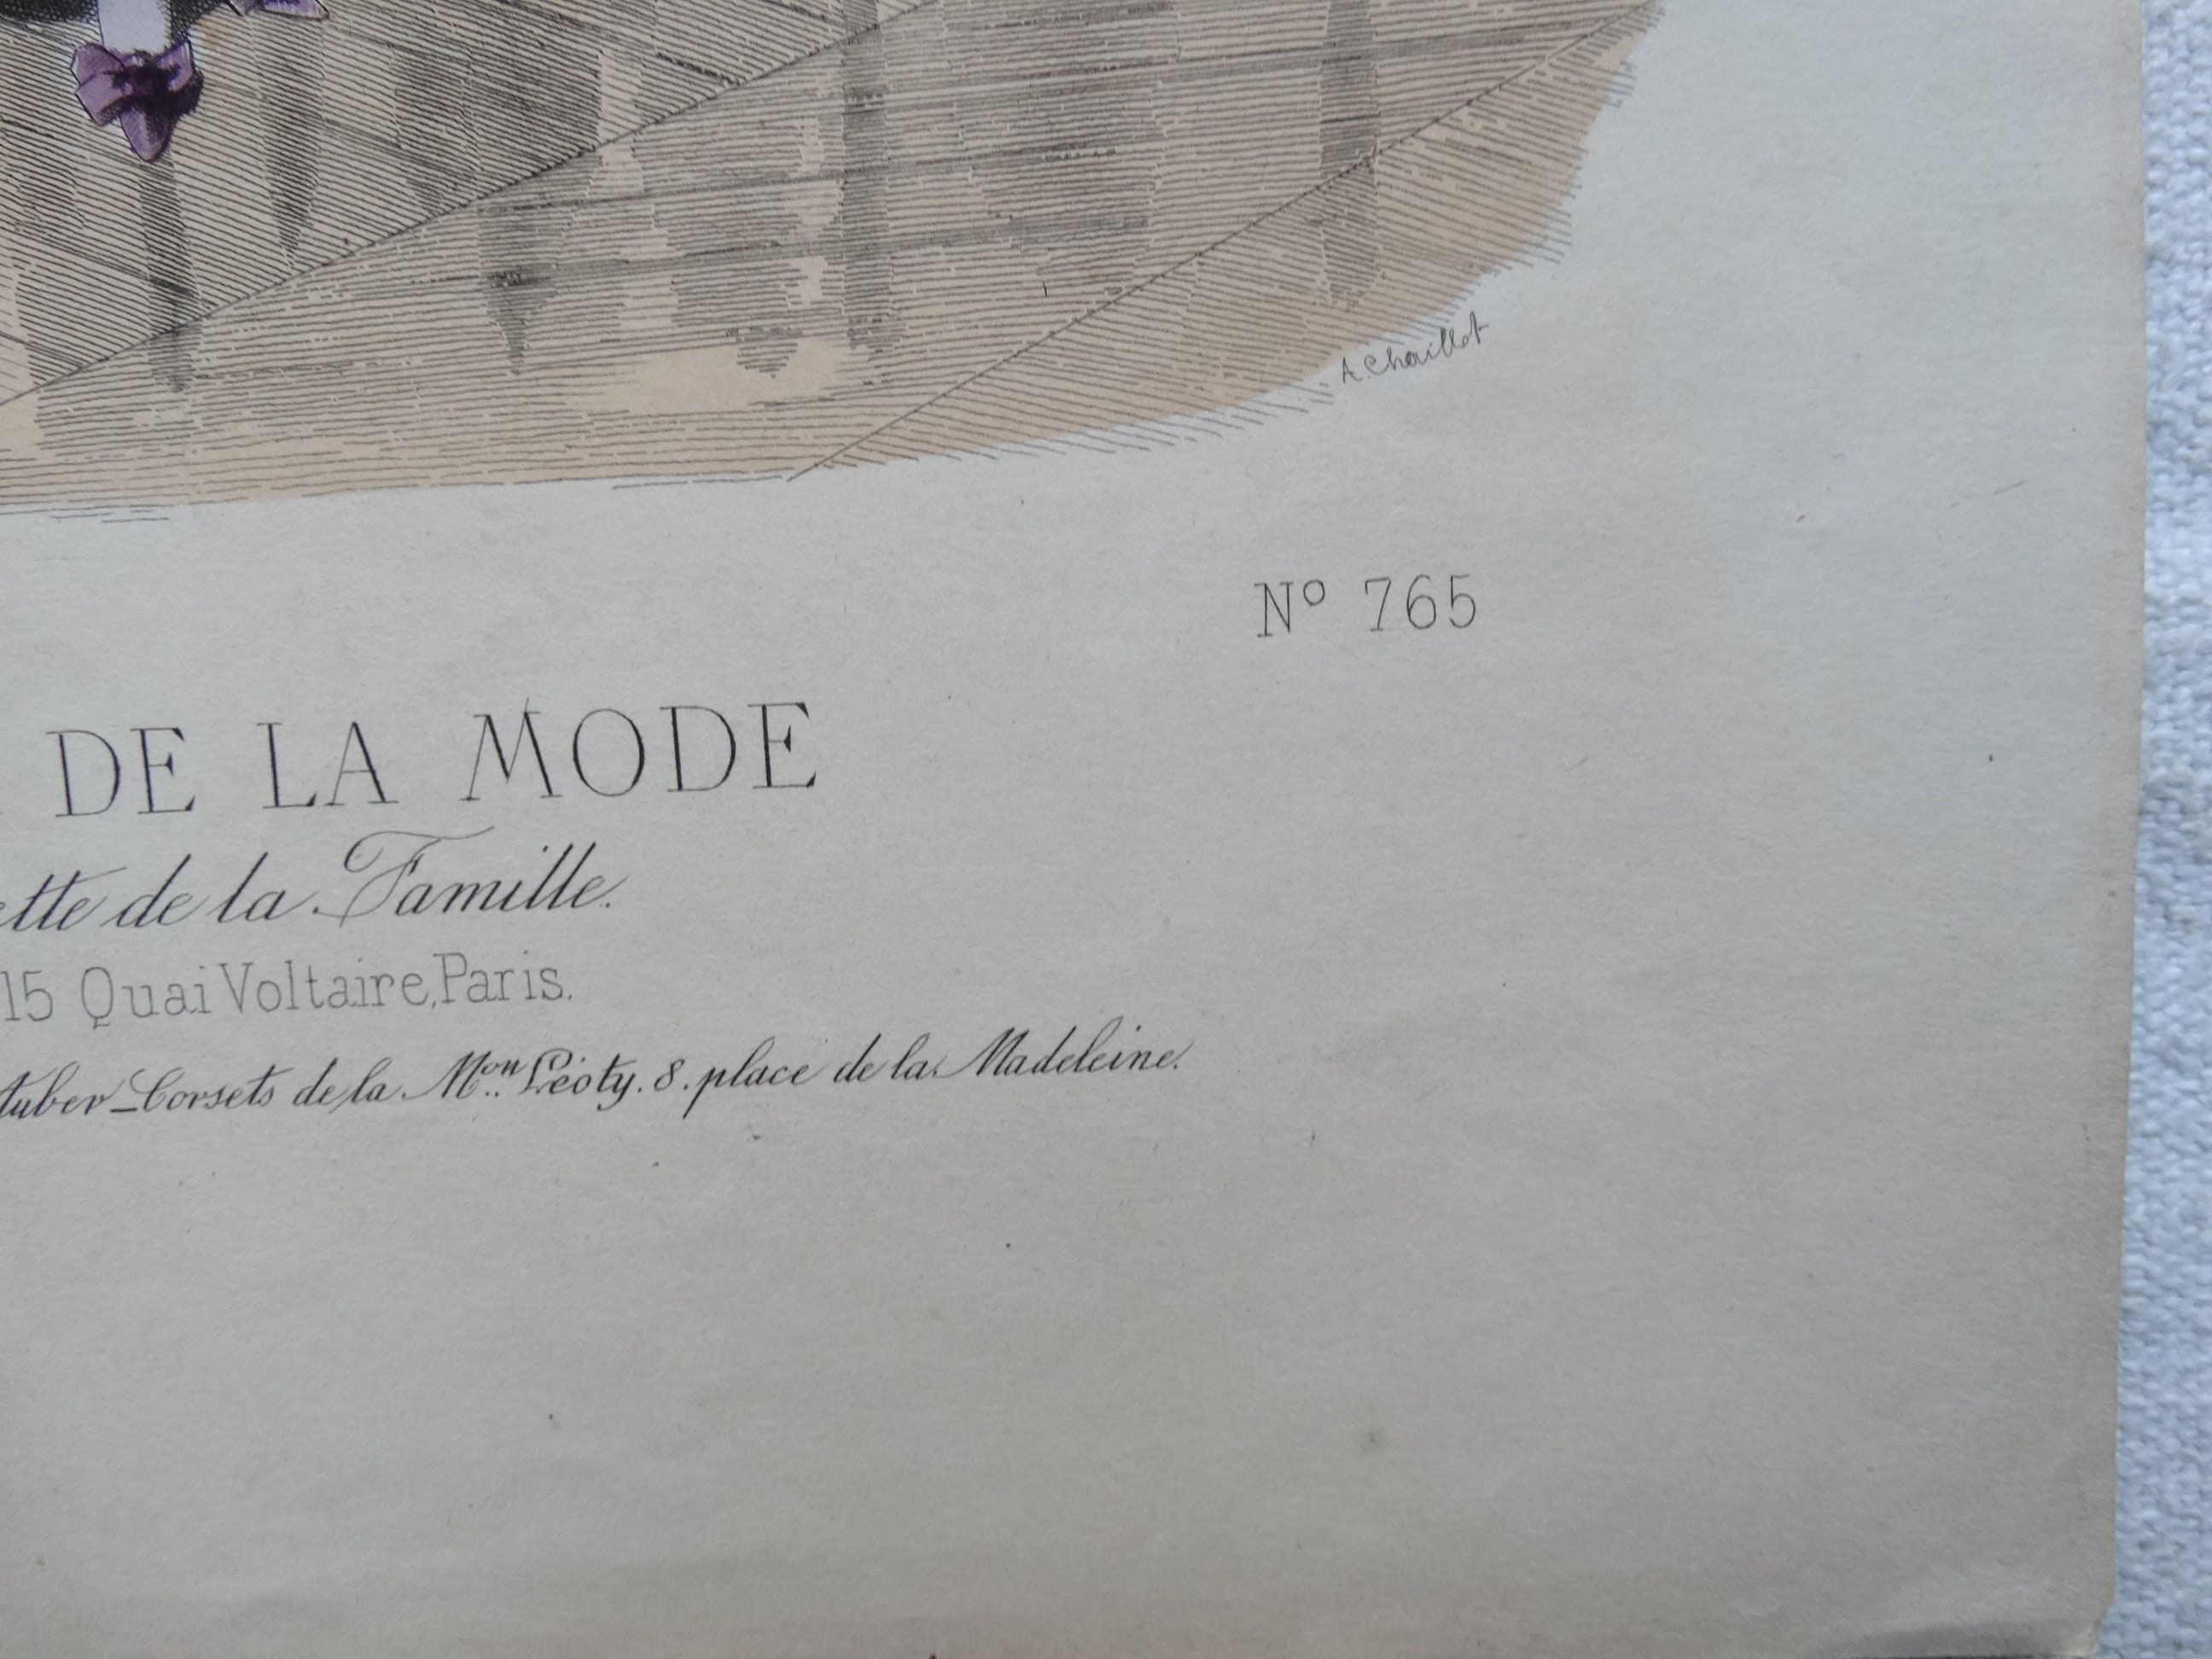 A. Chaillot
Nº 765
DE LA MODE
de la Famille.
15 Quai Voltaire, Paris.
Corsets de la Mon Léoty. 8. place de la Madeleine.